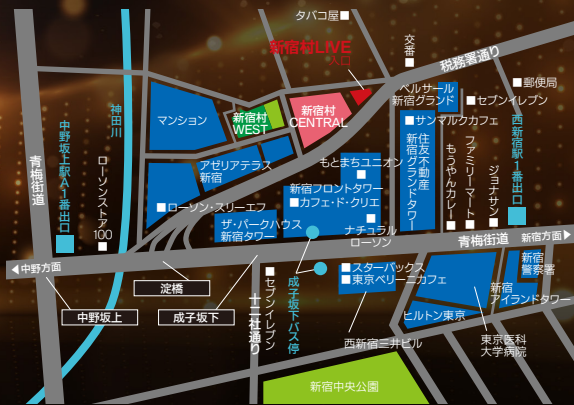 タバコ屋■
新宿村LIVE
入口
交番
■
税務署通り
■郵便局
■セブンイレブン
ベルサール
新宿グランド
■サンマルクカフェ
神田川
マンション
新宿村
WEST
新宿村
CENTRAL
中野坂上駅A1番出口
青梅街道
ローソンストア100■
アゼリアテラス
新宿
もとまちユニオン
■
住友不動産
新宿グランドタワー
もうやんカレー■
ファミリーマート■
ジョナサン■
西新宿駅1番出口
■ローソン・スリーエフ
新宿フロントタワー
■カフェ・ド・クリエ
ザ・パークハウス
新宿タワー
■
ナチュラル
ローソン
青梅街道
新宿方面▶
◀中野方面
淀橋
中野坂上
成子坂下
■セブンイレブン
十二社通り
成子坂下バス停
■スターバックス
■東京ベリーニカフェ
新宿
警察署
新宿
アイランドタワー
ヒルトン東京
西新宿三井ビル
東京医科
大学病院
新宿中央公園